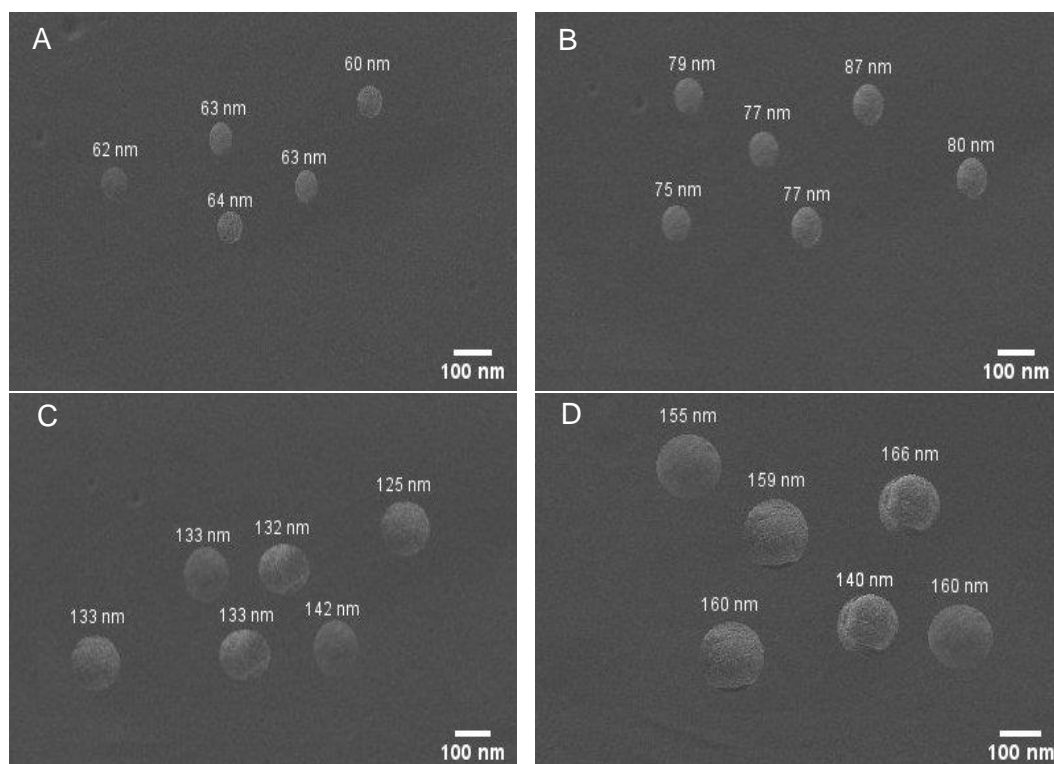 A
60 nm
63 nm
62 nm
63 nm
64 nm
100 nm
B
79 nm
87 nm
77 nm
80 nm
75 nm
77 nm
100 nm
C
125 nm
133 nm
132 nm
133 nm
133 nm
142 nm
100 nm
D
155 nm
166 nm
159 nm
140 nm
160 nm
160 nm
100 nm